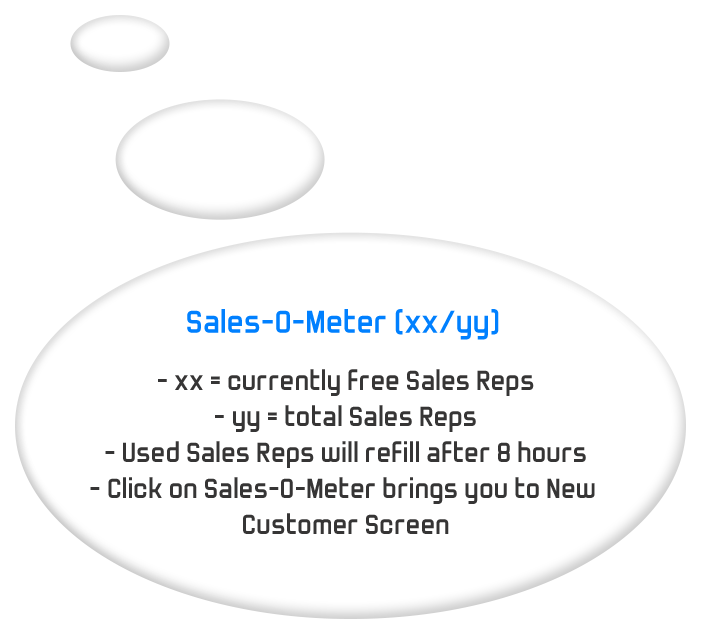 Sales-O-Meter (xx/yy)
- xx = currently free Sales Reps
- yy = total Sales Reps
- Used Sales Reps will refill after 8 hours
- Click on Sales-O-Meter brings you to New
Customer Screen